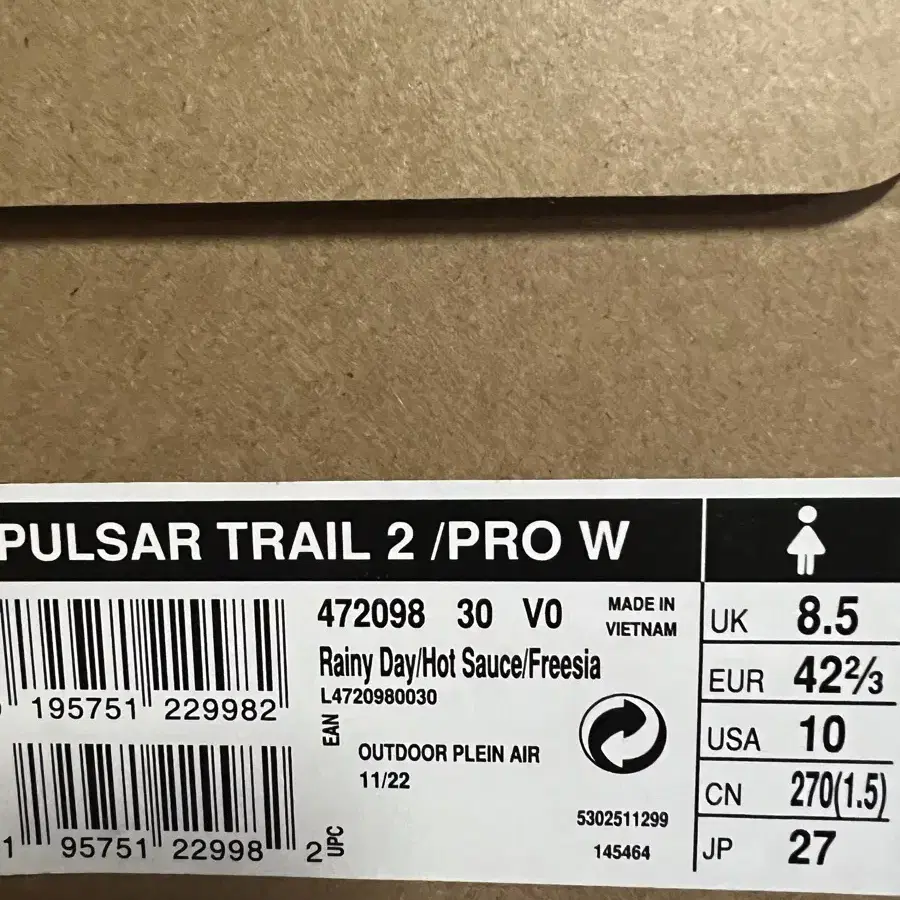 PULSAR TRAIL 2 /PRO W
472098 30 V0
MADE IN
VIETNAM
Rainy Day/Hot Sauce/Freesia
L4720980030
195751 229982
EAN
OUTDOOR PLEIN AIR
11/22
5302511299
145464
1 95751 22998 2
UPC
UK 8.5
EUR 42⅔
USA 10
CN 270(1.5)
JP 27